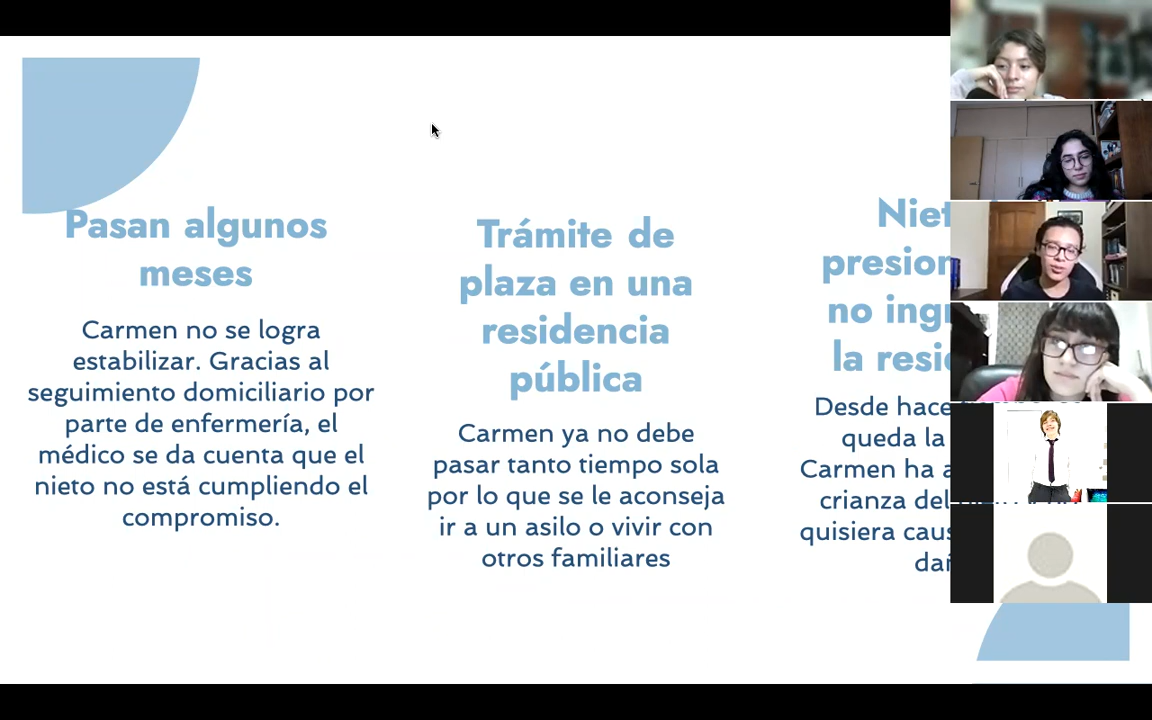 Pasan algunos
meses
Carmen no se logra
estabilizar. Gracias al
seguimiento domiciliario por
parte de enfermería, el
médico se da cuenta que el
nieto no está cumpliendo el
compromiso.
Trámite de
plaza en una
residencia
pública
Carmen ya no debe
pasar tanto tiempo sola
por lo que se le aconseja
ir a un asilo o vivir con
otros familiares
no
la
Desde hace
queda la
Carmen ha
crianza del
quisiera